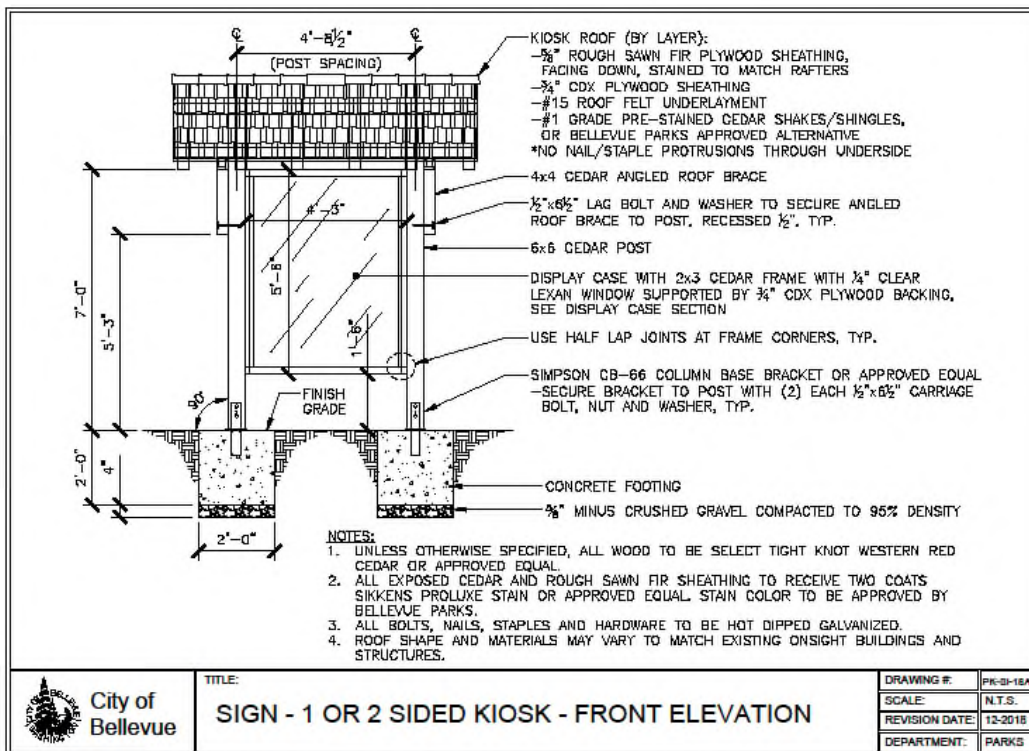 ℄ 4'-8½" ℄
(POST SPACING)
KIOSK ROOF (BY LAYER):
-⅝" ROUGH SAWN FIR PLYWOOD SHEATHING,
FACING DOWN, STAINED TO MATCH RAFTERS
-¾" CDX PLYWOOD SHEATHING
-#15 ROOF FELT UNDERLAYMENT
-#1 GRADE PRE-STAINED CEDAR SHAKES/SHINGLES,
OR BELLEVUE PARKS APPROVED ALTERNATIVE
*NO NAIL/STAPLE PROTRUSIONS THROUGH UNDERSIDE
4x4 CEDAR ANGLED ROOF BRACE
½"x6½" LAG BOLT AND WASHER TO SECURE ANGLED
ROOF BRACE TO POST, RECESSED ½", TYP.
6x6 CEDAR POST
DISPLAY CASE WITH 2x3 CEDAR FRAME WITH ¼" CLEAR
LEXAN WINDOW SUPPORTED BY ¾" CDX PLYWOOD BACKING,
SEE DISPLAY CASE SECTION
USE HALF LAP JOINTS AT FRAME CORNERS, TYP.
SIMPSON CB-66 COLUMN BASE BRACKET OR APPROVED EQUAL
-SECURE BRACKET TO POST WITH (2) EACH ½"x6½" CARRIAGE
BOLT, NUT AND WASHER, TYP.
CONCRETE FOOTING
⅝" MINUS CRUSHED GRAVEL COMPACTED TO 95% DENSITY
4'-3"
5'-6"
1'-6"
7'-0"
5'-3"
90°
FINISH
GRADE
2'-0"
4"
2'-0"
NOTES:
1. UNLESS OTHERWISE SPECIFIED, ALL WOOD TO BE SELECT TIGHT KNOT WESTERN RED
CEDAR OR APPROVED EQUAL.
2. ALL EXPOSED CEDAR AND ROUGH SAWN FIR SHEATHING TO RECEIVE TWO COATS
SIKKENS PROLUXE STAIN OR APPROVED EQUAL. STAIN COLOR TO BE APPROVED BY
BELLEVUE PARKS.
3. ALL BOLTS, NAILS, STAPLES AND HARDWARE TO BE HOT DIPPED GALVANIZED.
4. ROOF SHAPE AND MATERIALS MAY VARY TO MATCH EXISTING ONSIGHT BUILDINGS AND
STRUCTURES.
City of
Bellevue
TITLE:
SIGN - 1 OR 2 SIDED KIOSK - FRONT ELEVATION
DRAWING #: PK-SI-18A
SCALE: N.T.S.
REVISION DATE: 12-2018
DEPARTMENT: PARKS